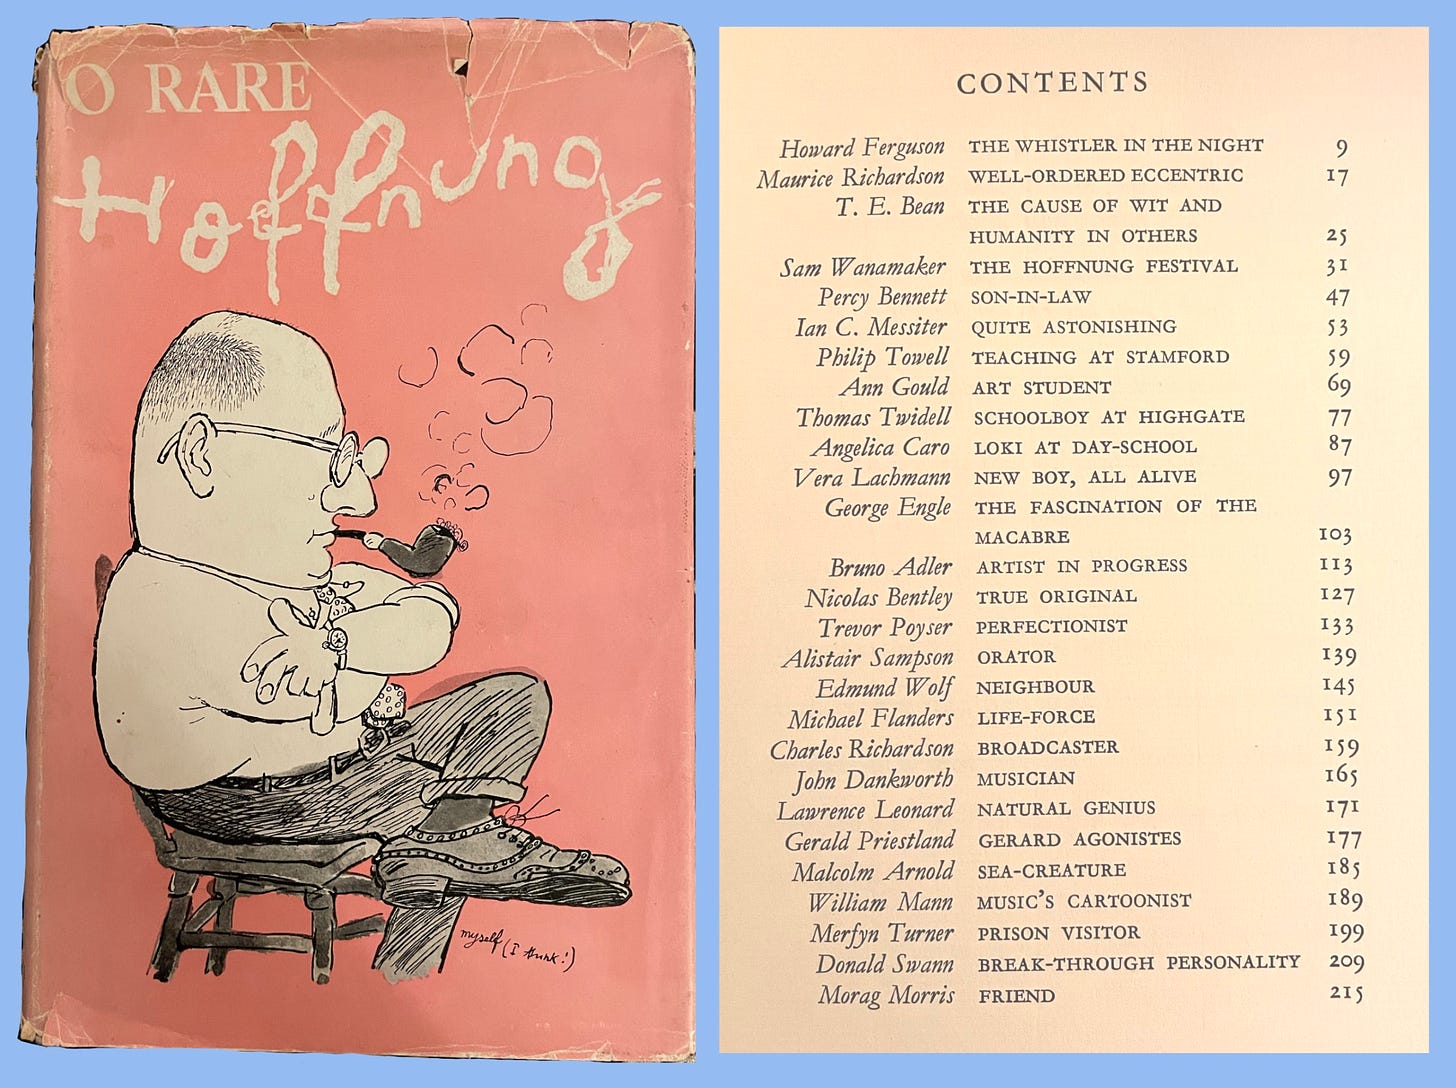 O RARE
Hoffnung
myself (I think!)
CONTENTS
Howard Ferguson THE WHISTLER IN THE NIGHT 9
Maurice Richardson WELL-ORDERED ECCENTRIC 17
T. E. Bean THE CAUSE OF WIT AND
HUMANITY IN OTHERS 25
Sam Wanamaker THE HOFFNUNG FESTIVAL 31
Percy Bennett SON-IN-LAW 47
Ian C. Messiter QUITE ASTONISHING 53
Philip Towell TEACHING AT STAMFORD 59
Ann Gould ART STUDENT 69
Thomas Twidell SCHOOLBOY AT HIGHGATE 77
Angelica Caro LOKI AT DAY-SCHOOL 87
Vera Lachmann NEW BOY, ALL ALIVE 97
George Engle THE FASCINATION OF THE
MACABRE 103
Bruno Adler ARTIST IN PROGRESS 113
Nicolas Bentley TRUE ORIGINAL 127
Trevor Poyser PERFECTIONIST 133
Alistair Sampson ORATOR 139
Edmund Wolf NEIGHBOUR 145
Michael Flanders LIFE-FORCE 151
Charles Richardson BROADCASTER 159
John Dankworth MUSICIAN 165
Lawrence Leonard NATURAL GENIUS 171
Gerald Priestland GERARD AGONISTES 177
Malcolm Arnold SEA-CREATURE 185
William Mann MUSIC'S CARTOONIST 189
Merfyn Turner PRISON VISITOR 199
Donald Swann BREAK-THROUGH PERSONALITY 209
Morag Morris FRIEND 215